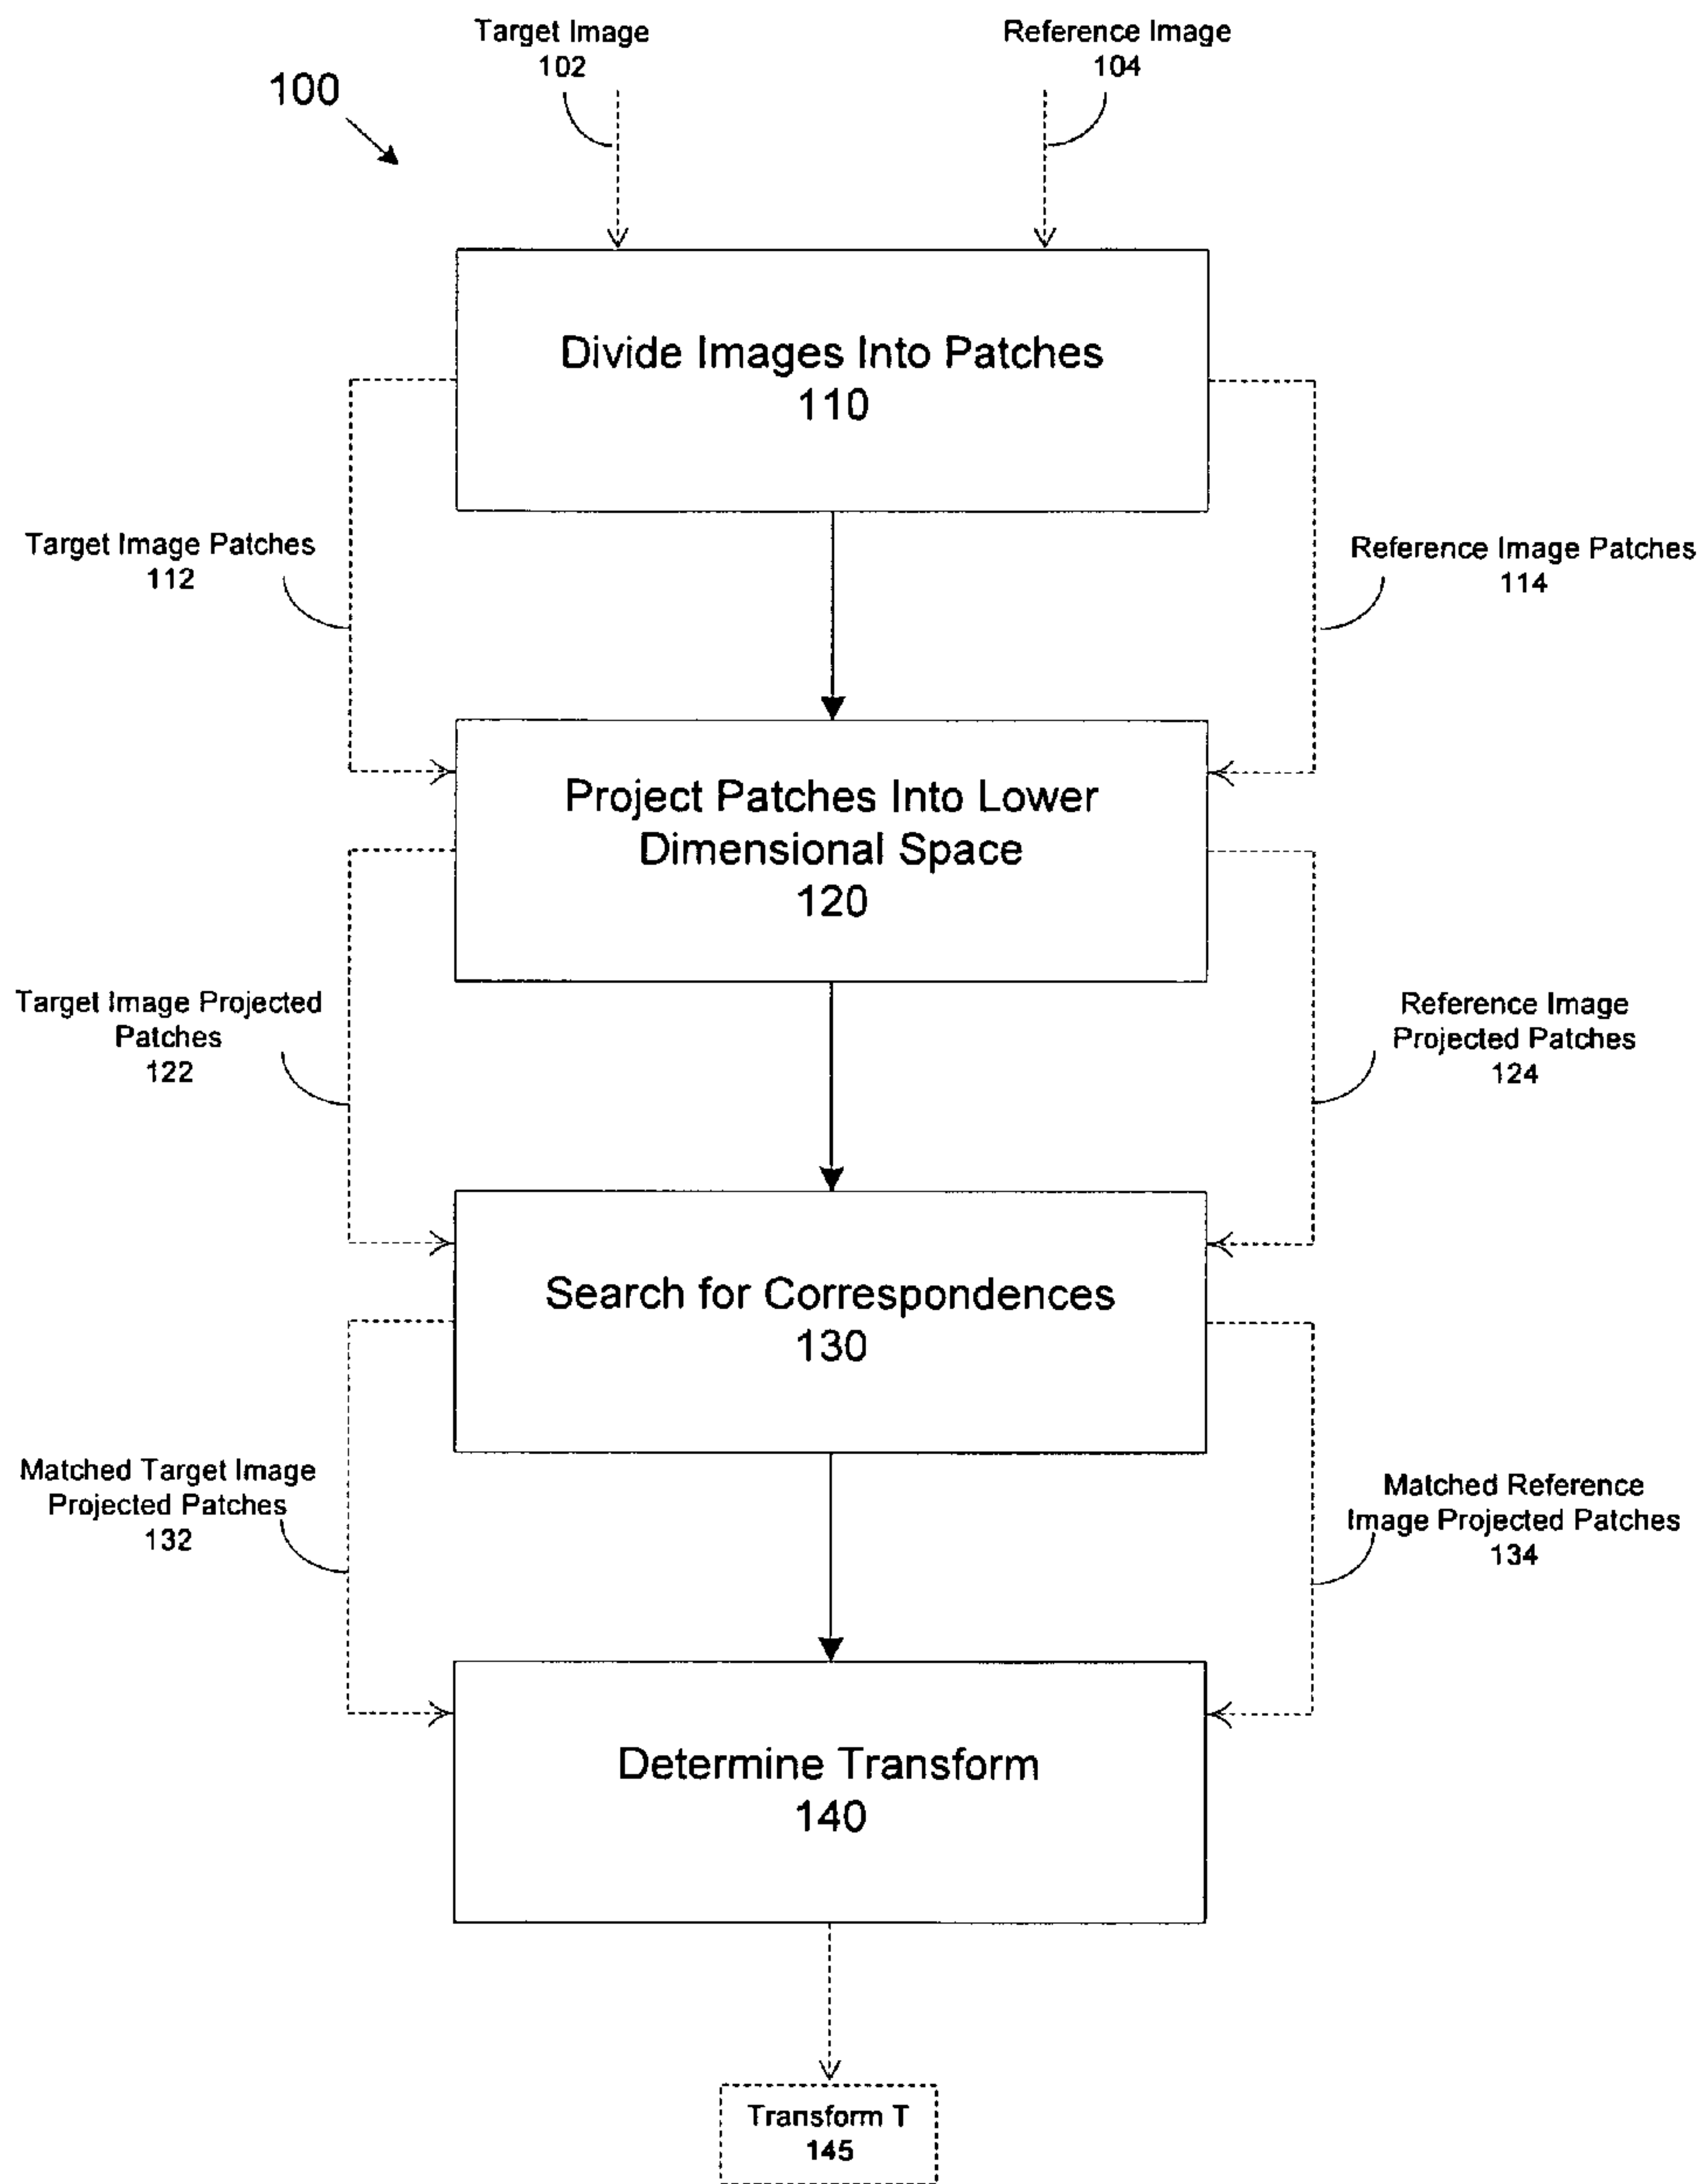 Target Image
102
Reference Image
104
100
Divide Images Into Patches
110
Target Image Patches
112
Reference Image Patches
114
Project Patches Into Lower
Dimensional Space
120
Target Image Projected
Patches
122
Reference Image
Projected Patches
124
Search for Correspondences
130
Matched Target Image
Projected Patches
132
Matched Reference
Image Projected Patches
134
Determine Transform
140
Transform T
145